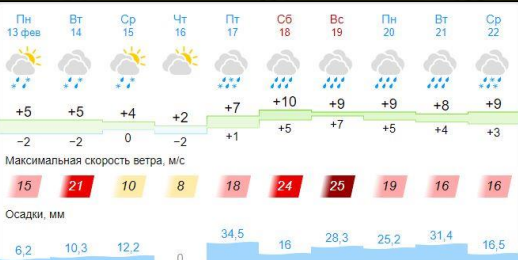 Пн Вт Ср Чт Пт Сб Вс Пн Вт Ср
13 фев 14 15 16 17 18 19 20 21 22
+5 +5 +4 +2 +7 +10 +9 +9 +8 +9
−2 −2 0 −2 +1 +5 +7 +5 +4 +3
Максимальная скорость ветра, м/с
15 21 10 8 18 24 25 19 16 16
Осадки, мм
6,2 10,3 12,2 0 34,5 16 28,3 25,2 31,4 16,5